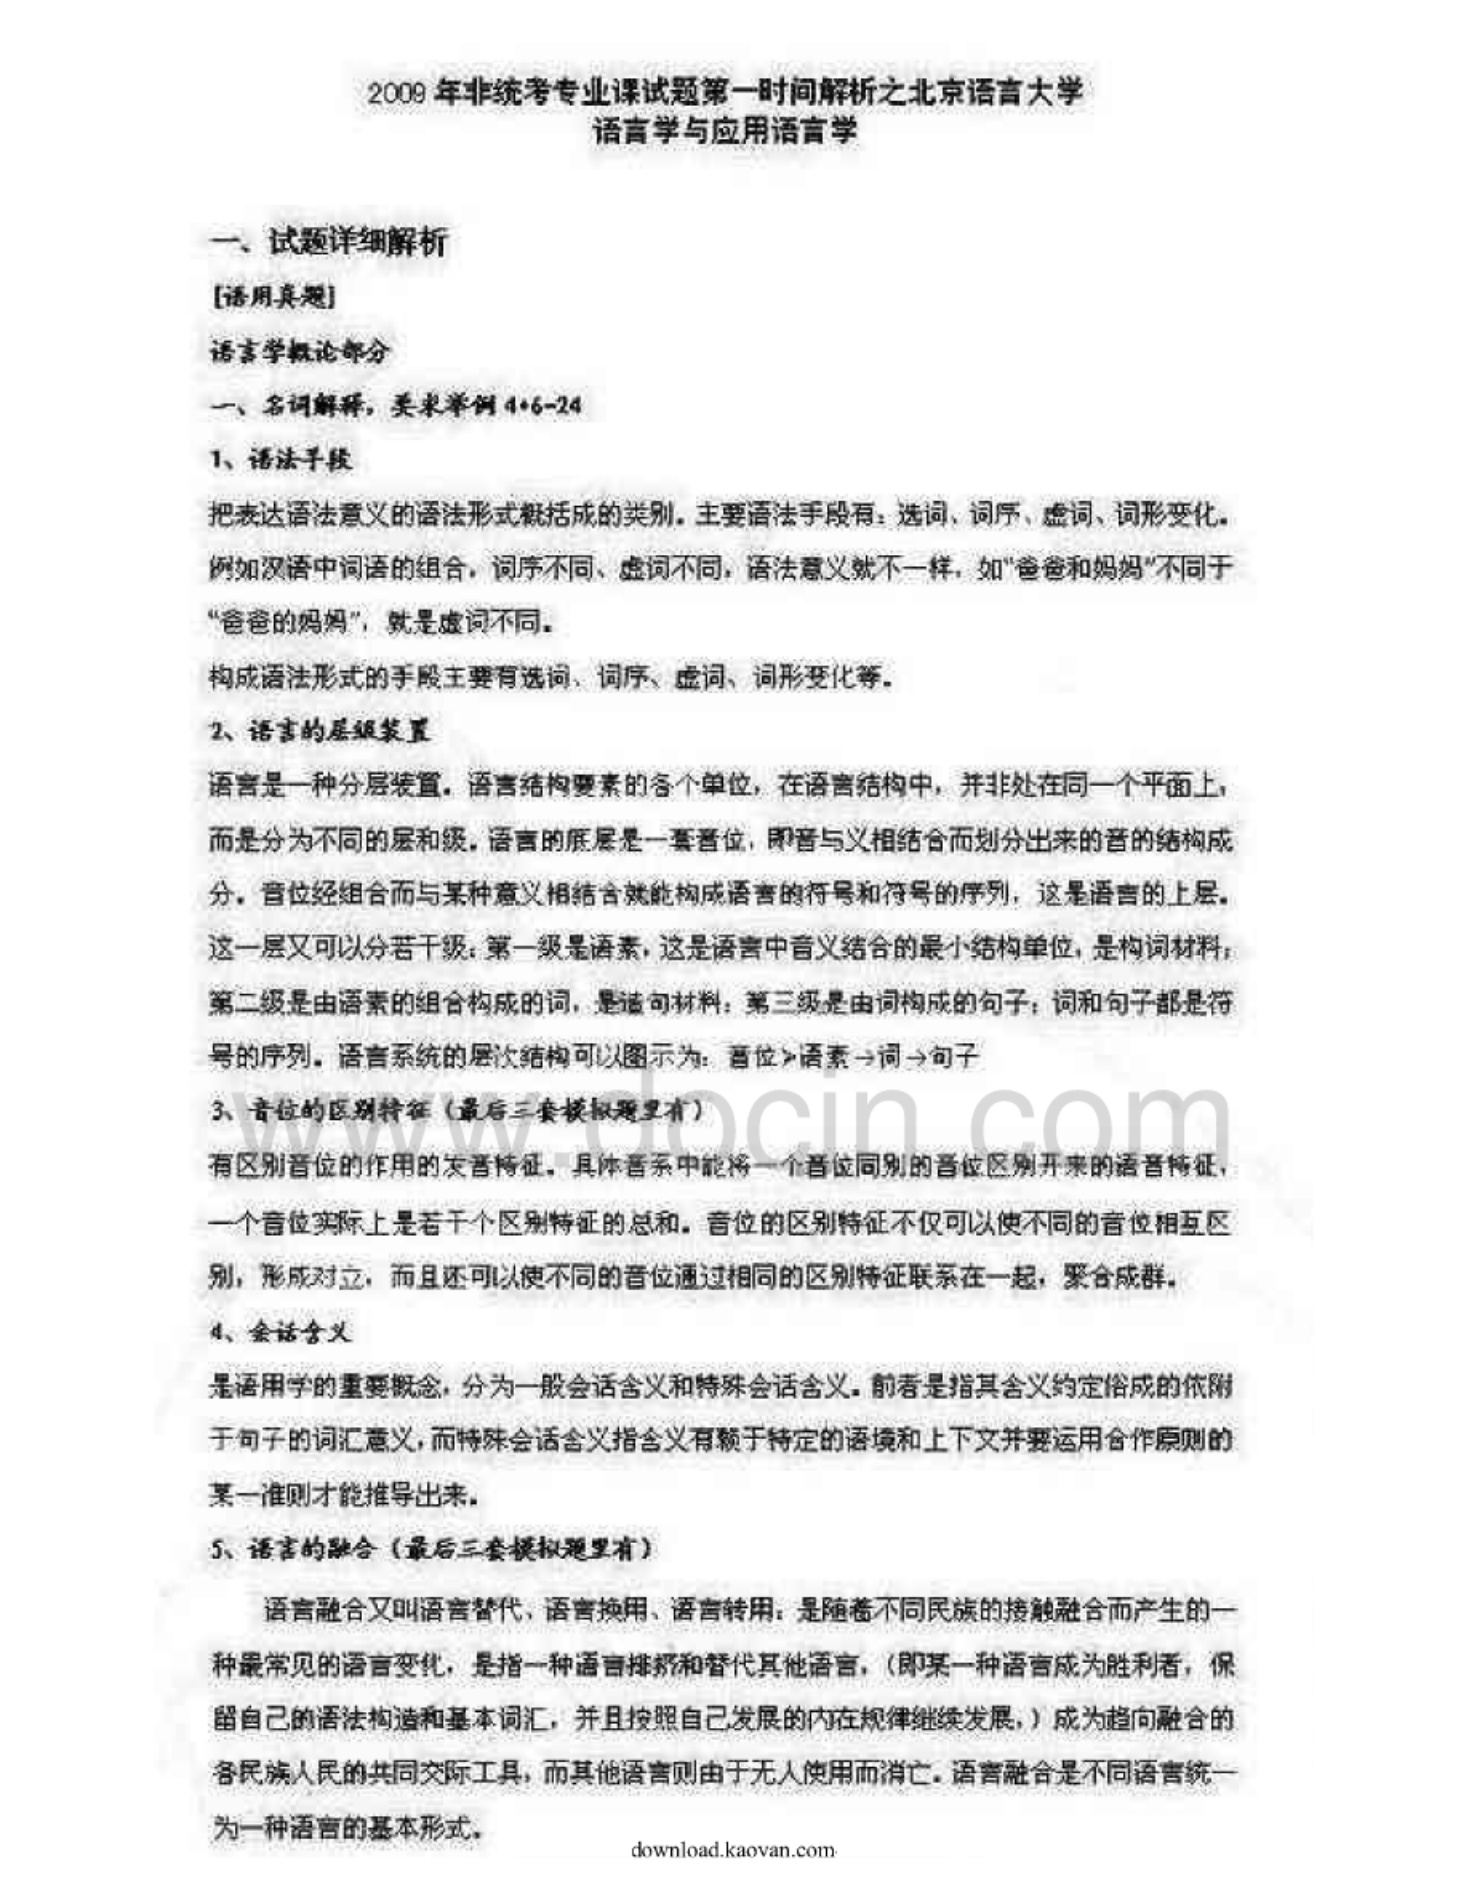 2009 年非统考专业课试题第一时间解析之北京语言大学
语言学与应用语言学
一、试题详细解析
[语用真题]
语言学概论部分
一、名词解释，要求举例 4*6=24
1、语法手段
把表达语法意义的语法形式概括成的类别。主要语法手段有：选词、词序、虚词、词形变化。
例如汉语中词语的组合，词序不同、虚词不同，语法意义就不一样，如“爸爸和妈妈”不同于
“爸爸的妈妈”，就是虚词不同。
构成语法形式的手段主要有选词、词序、虚词、词形变化等。
2、语言的层级装置
语言是一种分层装置。语言结构要素的各个单位，在语言结构中，并非处在同一个平面上，
而是分为不同的层和级。语言的底层是一套音位，即音与义相结合而划分出来的音的结构成
分。音位经组合而与某种意义相结合就能构成语言的符号和符号的序列，这是语言的上层。
这一层又可以分若干级：第一级是语素，这是语言中音义结合的最小结构单位，是构词材料；
第二级是由语素的组合构成的词，是造句材料；第三级是由词构成的句子；词和句子都是符
号的序列。语言系统的层次结构可以图示为：音位>语素→词→句子
www.docin.com
3、音位的区别特征（最后三套模拟题里有）
有区别音位的作用的发音特征。具体音系中能将一个音位同别的音位区别开来的语音特征，
一个音位实际上是若干个区别特征的总和。音位的区别特征不仅可以使不同的音位相互区
别，形成对立，而且还可以使不同的音位通过相同的区别特征联系在一起，聚合成群。
4、会话含义
是语用学的重要概念，分为一般会话含义和特殊会话含义。前者是指其含义约定俗成的依附
于句子的词汇意义，而特殊会话含义指含义有赖于特定的语境和上下文并要运用合作原则的
某一准则才能推导出来。
5、语言的融合（最后三套模拟题里有）
语言融合又叫语言替代、语言换用、语言转用；是随着不同民族的接触融合而产生的一
种最常见的语言变化，是指一种语言排挤和替代其他语言，（即某一种语言成为胜利者，保
留自己的语法构造和基本词汇，并且按照自己发展的内在规律继续发展，）成为趋向融合的
各民族人民的共同交际工具，而其他语言则由于无人使用而消亡。语言融合是不同语言统一
为一种语言的基本形式。
download.kaoyan.com